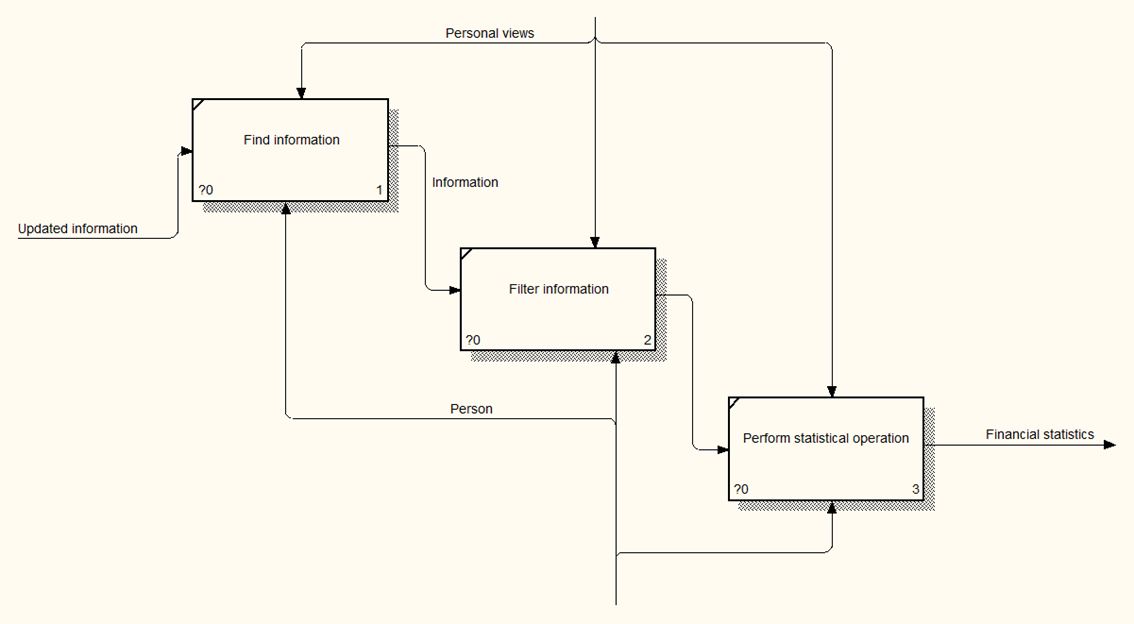 Personal views
Find information
?0 1
Information
Updated information
Filter information
?0 2
Person
Perform statistical operation
Financial statistics
?0 3